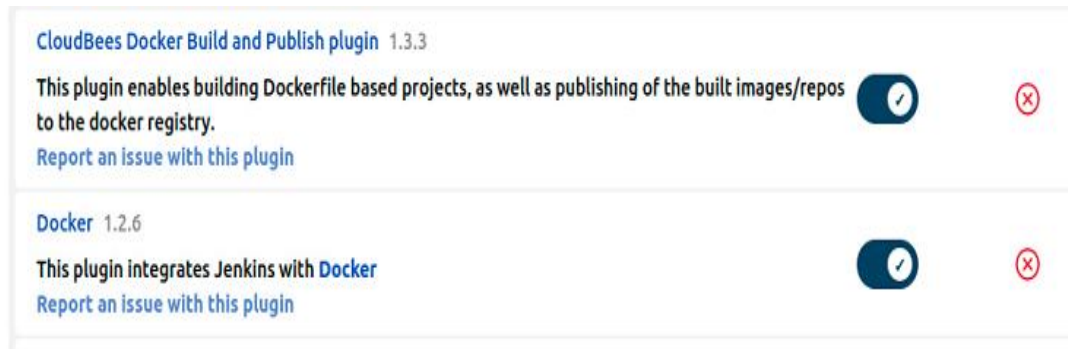 CloudBees Docker Build and Publish plugin 1.3.3
This plugin enables building Dockerfile based projects, as well as publishing of the built images/repos
to the docker registry.
Report an issue with this plugin
Docker 1.2.6
This plugin integrates Jenkins with Docker
Report an issue with this plugin